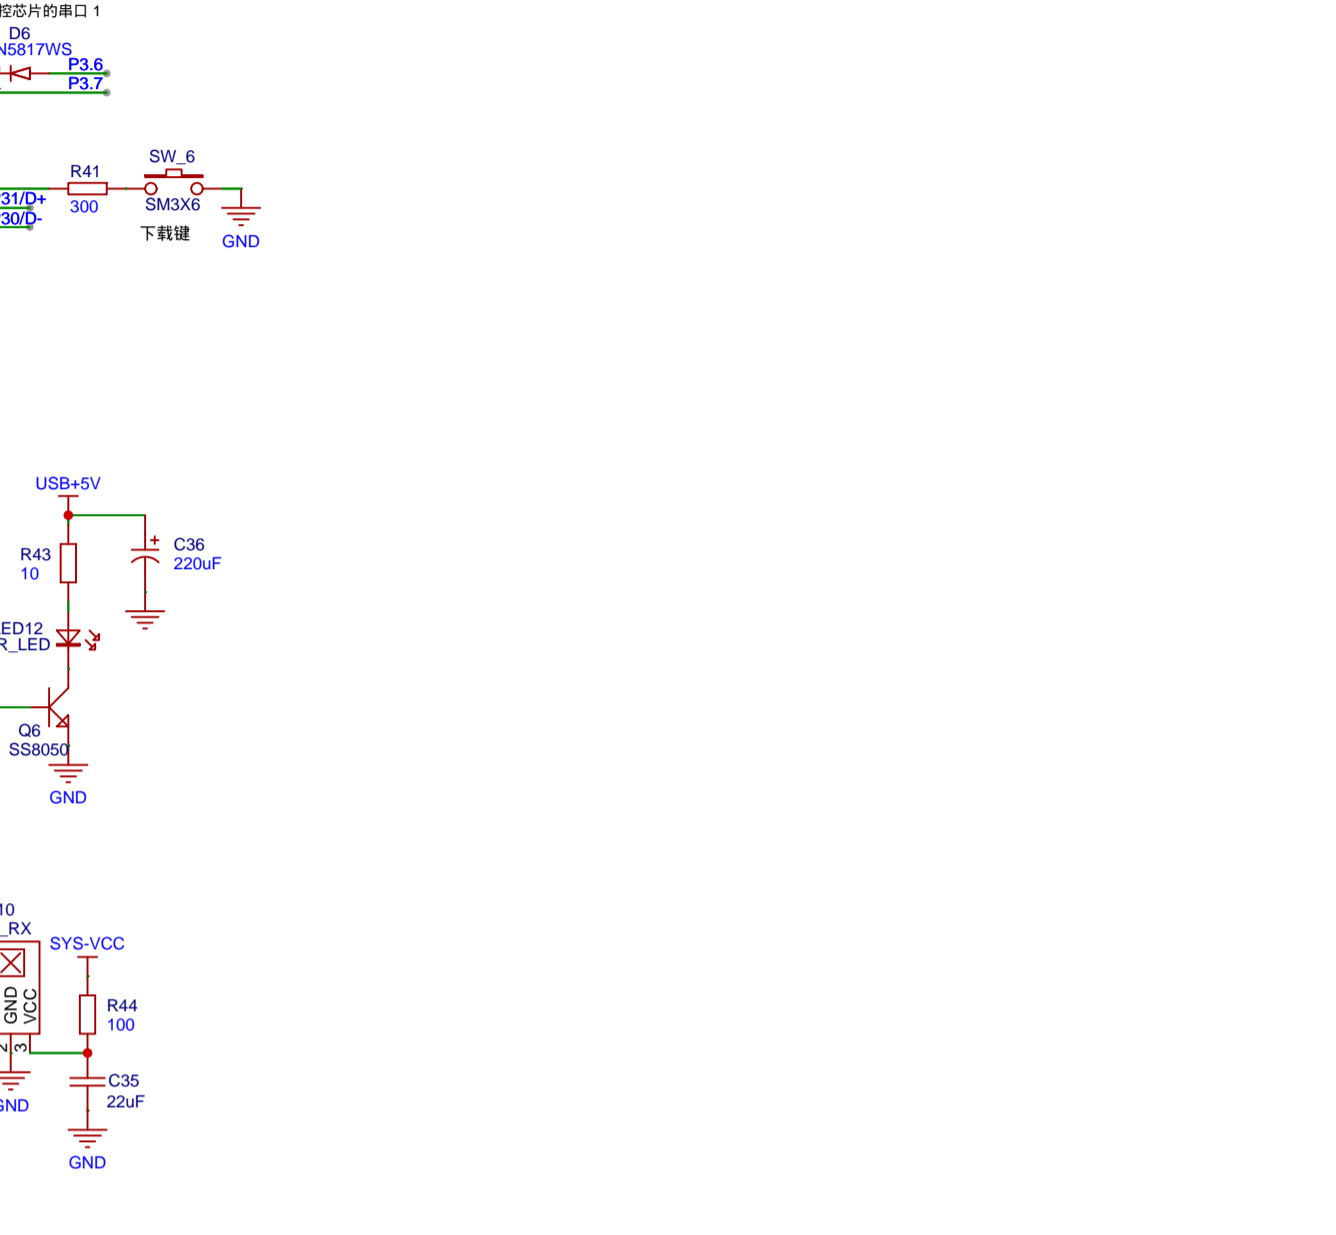 控芯片的串口 1
D6
N5817WS
P3.6
P3.7
SW_6
R41
300
SM3X6
31/D+
30/D-
下载键
GND
USB+5V
C36
220uF
R43
10
ED12
R_LED
Q6
SS8050
GND
10
_RX
SYS-VCC
GND
VCC
R44
100
2
3
C35
22uF
GND
GND